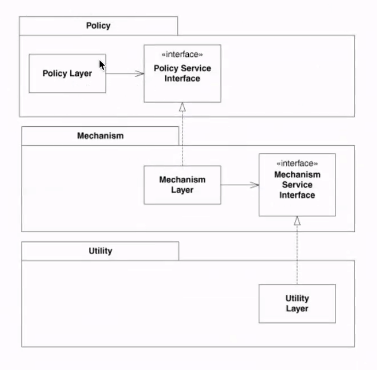 Policy
Policy Layer
«interface»
Policy Service
Interface
Mechanism
Mechanism
Layer
«interface»
Mechanism
Service
Interface
Utility
Utility
Layer